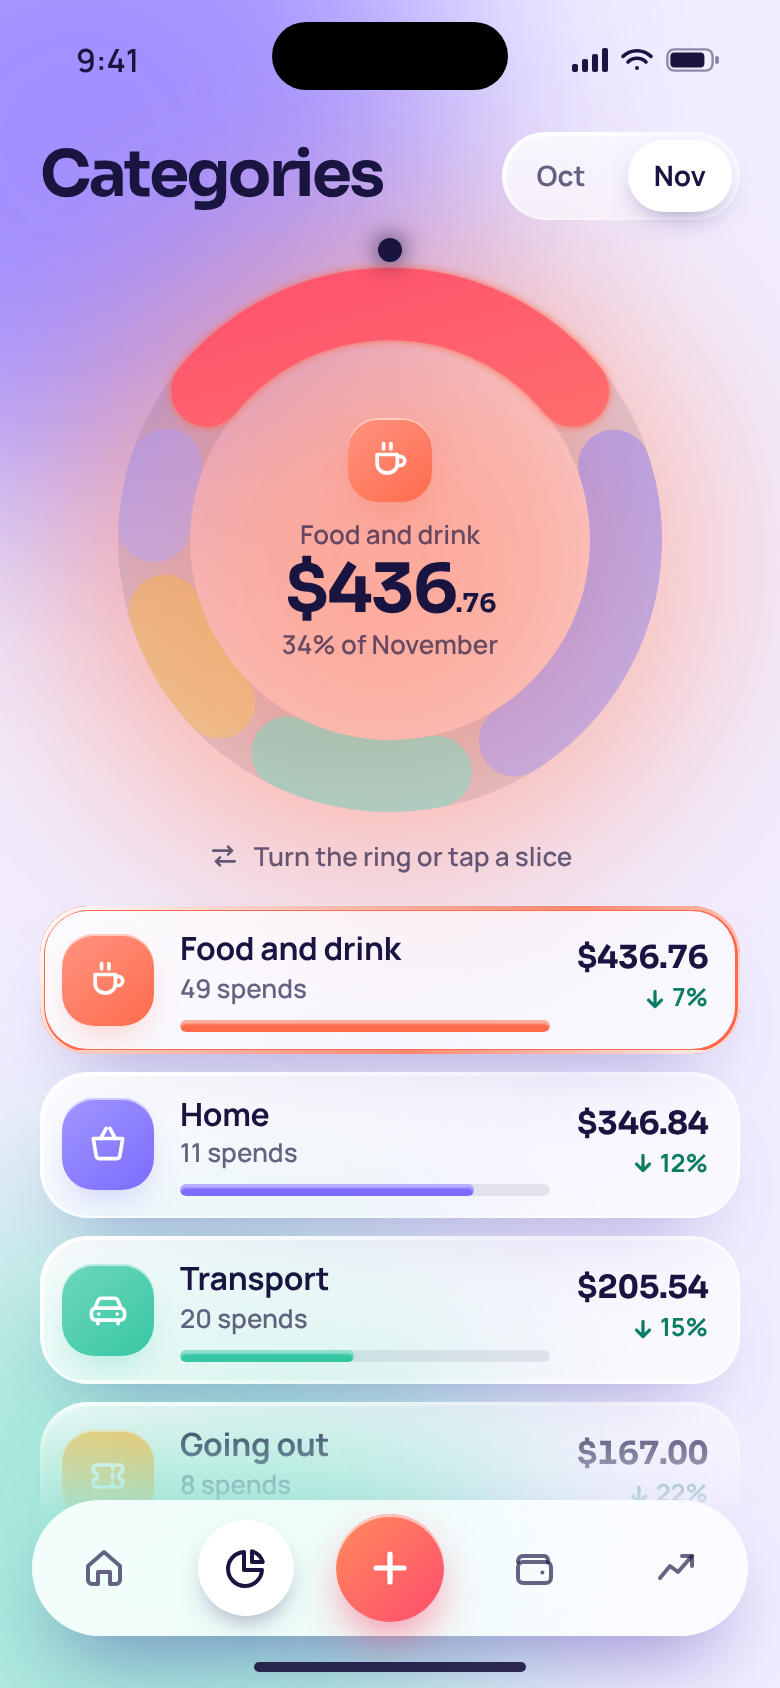 9:41
Categories
Oct
Nov
Food and drink
$436.76
34% of November
Turn the ring or tap a slice
Food and drink
$436.76
49 spends
7%
Home
$346.84
11 spends
12%
Transport
$205.54
20 spends
15%
Going out
$167.00
8 spends
22%